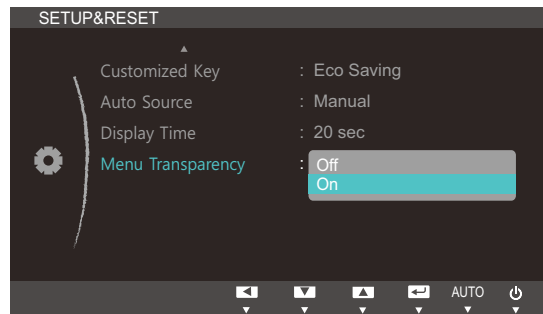 SETUP&RESET
Customized Key : Eco Saving
Auto Source : Manual
Display Time : 20 sec
Menu Transparency : Off
On
AUTO